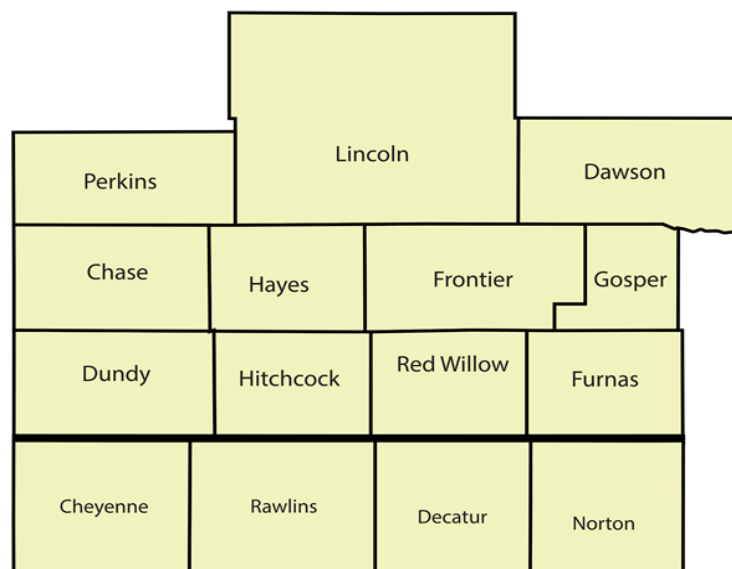 Lincoln
Dawson
Perkins
Chase
Hayes
Frontier
Gosper
Dundy
Hitchcock
Red Willow
Furnas
Cheyenne
Rawlins
Decatur
Norton